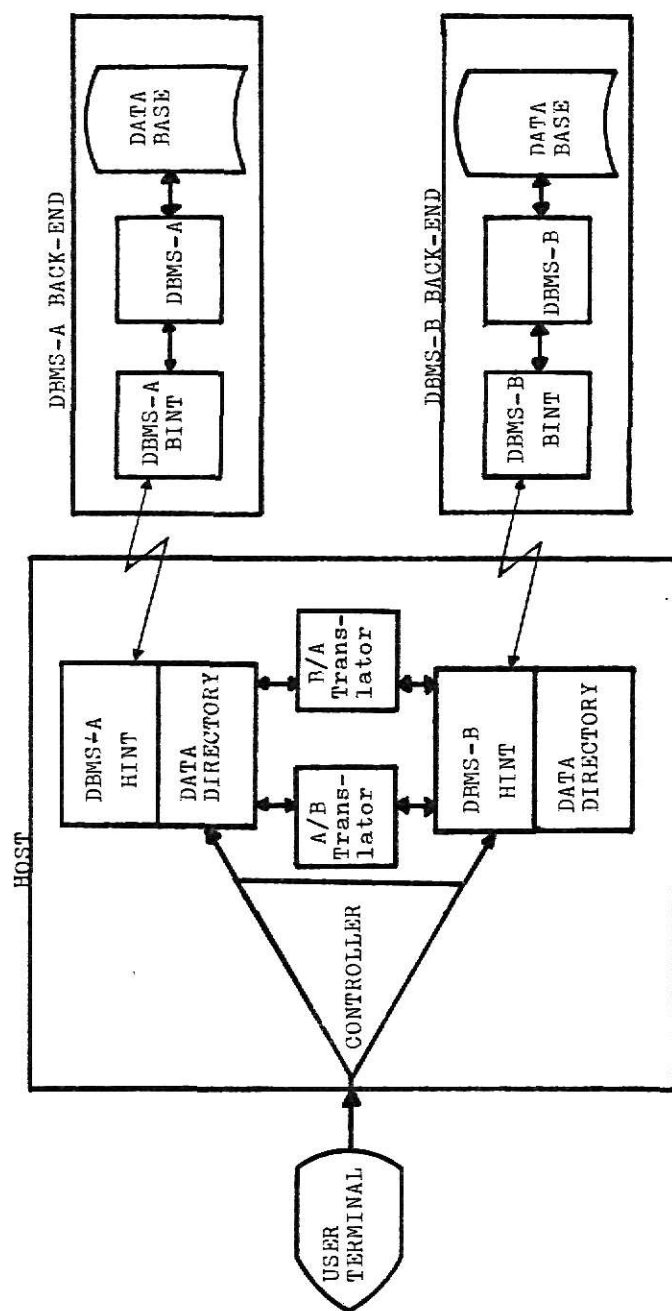 USER
TERMINAL
HOST
CONTROLLER
DBMS-A
HINT
DATA
DIRECTORY
A/B
Trans-
lator
B/A
Trans-
lator
DBMS-B
HINT
DATA
DIRECTORY
DBMS-A BACK-END
DBMS-A
BINT
DBMS-A
DATA
BASE
DBMS-B BACK-END
DBMS-B
BINT
DBMS-B
DATA
BASE